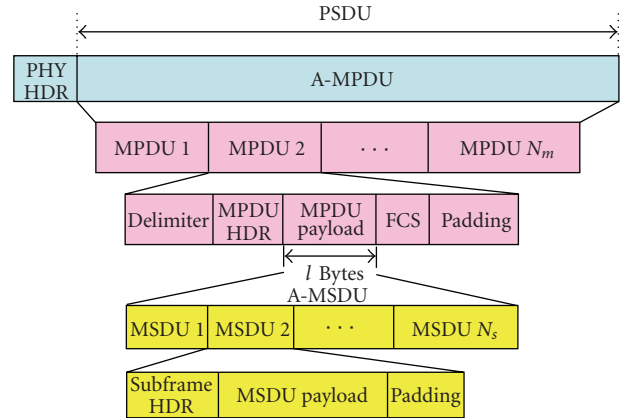 PSDU
PHY
HDR
A-MPDU
MPDU 1
MPDU 2
· · ·
MPDU Nₘ
Delimiter
MPDU
HDR
MPDU
payload
FCS
Padding
l Bytes
A-MSDU
MSDU 1
MSDU 2
· · ·
MSDU Nₛ
Subframe
HDR
MSDU payload
Padding